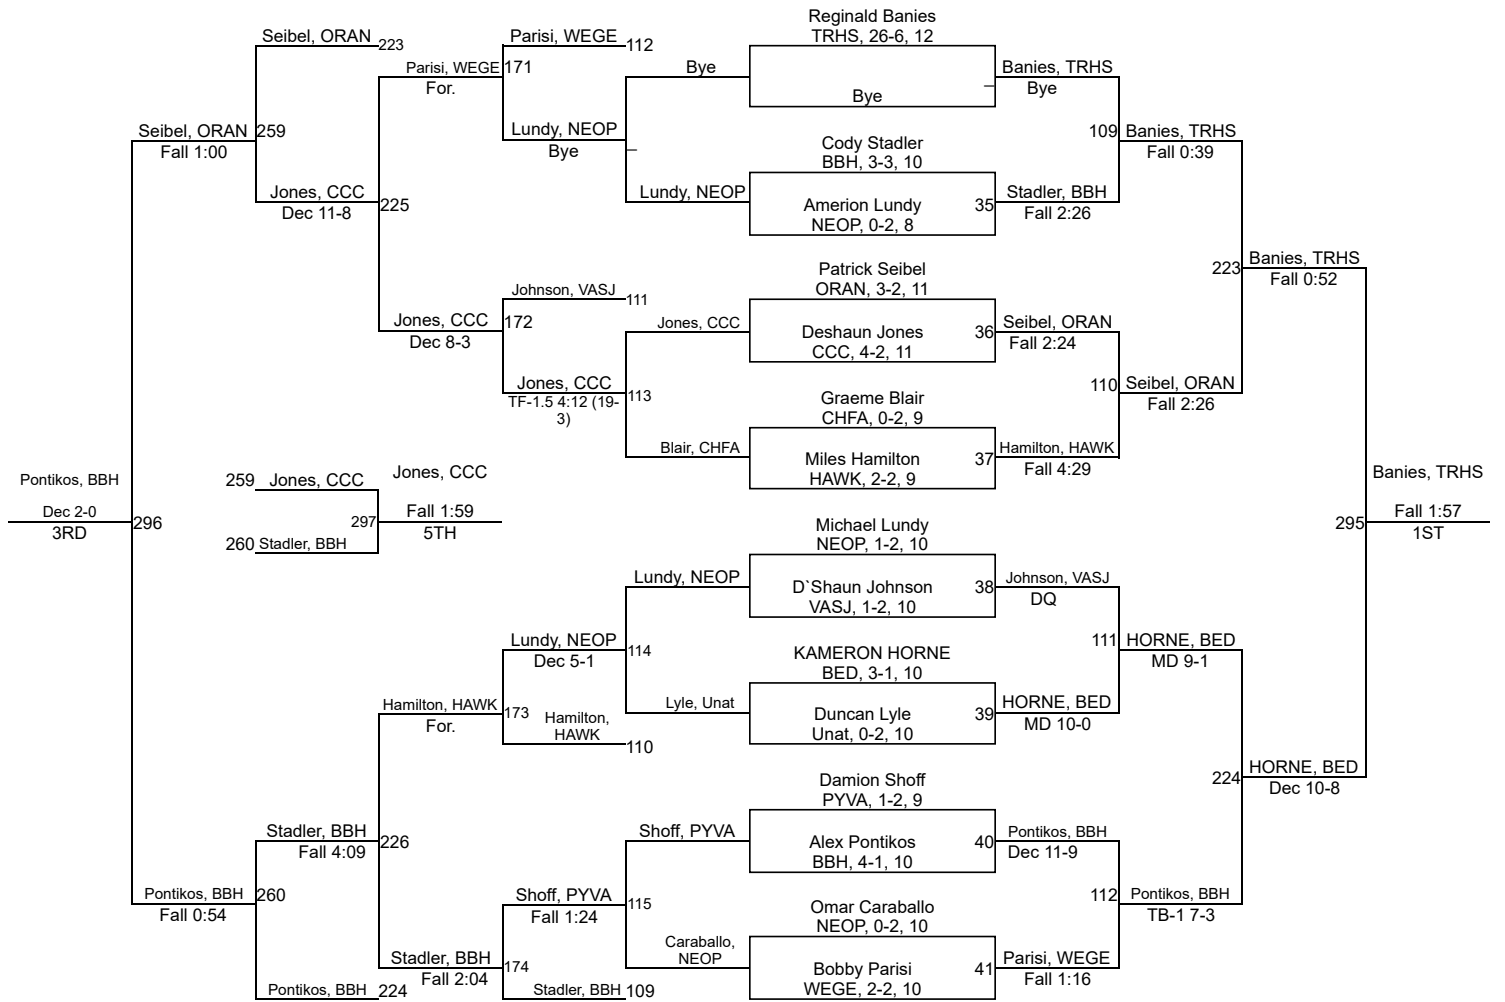 Reginald Banies
TRHS, 26-6, 12
Seibel, ORAN 223
Parisi, WEGE 112
Parisi, WEGE 171
For.
Bye
Bye
Banies, TRHS
Bye
Seibel, ORAN 259
Fall 1:00
Lundy, NEOP
Bye
Cody Stadler
BBH, 3-3, 10
109 Banies, TRHS
Fall 0:39
Jones, CCC
Dec 11-8
225
Lundy, NEOP
Amerion Lundy 35
NEOP, 0-2, 8
Stadler, BBH
Fall 2:26
Patrick Seibel
ORAN, 3-2, 11
223 Banies, TRHS
Fall 0:52
Johnson, VASJ 111
Jones, CCC 172
Dec 8-3
Jones, CCC
Deshaun Jones 36
CCC, 4-2, 11
Seibel, ORAN
Fall 2:24
Jones, CCC
TF-1.5 4:12 (19-
3)
113
Graeme Blair
CHFA, 0-2, 9
110 Seibel, ORAN
Fall 2:26
Blair, CHFA
Miles Hamilton 37
HAWK, 2-2, 9
Hamilton, HAWK
Fall 4:29
Pontikos, BBH
Dec 2-0
3RD
296
259 Jones, CCC
Jones, CCC
297
Fall 1:59
5TH
260 Stadler, BBH
Banies, TRHS
295
Fall 1:57
1ST
Michael Lundy
NEOP, 1-2, 10
Lundy, NEOP
D`Shaun Johnson 38
VASJ, 1-2, 10
Johnson, VASJ
DQ
Lundy, NEOP
Dec 5-1
114
KAMERON HORNE
BED, 3-1, 10
111 HORNE, BED
MD 9-1
Hamilton, HAWK 173
For.
Hamilton,
HAWK
110
Lyle, Unat
Duncan Lyle 39
Unat, 0-2, 10
HORNE, BED
MD 10-0
Damion Shoff
PYVA, 1-2, 9
224 HORNE, BED
Dec 10-8
Stadler, BBH 226
Fall 4:09
Shoff, PYVA
Alex Pontikos 40
BBH, 4-1, 10
Pontikos, BBH
Dec 11-9
Pontikos, BBH 260
Fall 0:54
Shoff, PYVA 115
Fall 1:24
Omar Caraballo
NEOP, 0-2, 10
112 Pontikos, BBH
TB-1 7-3
Stadler, BBH 174
Fall 2:04
Caraballo,
NEOP
Bobby Parisi 41
WEGE, 2-2, 10
Parisi, WEGE
Fall 1:16
Pontikos, BBH 224
Stadler, BBH 109